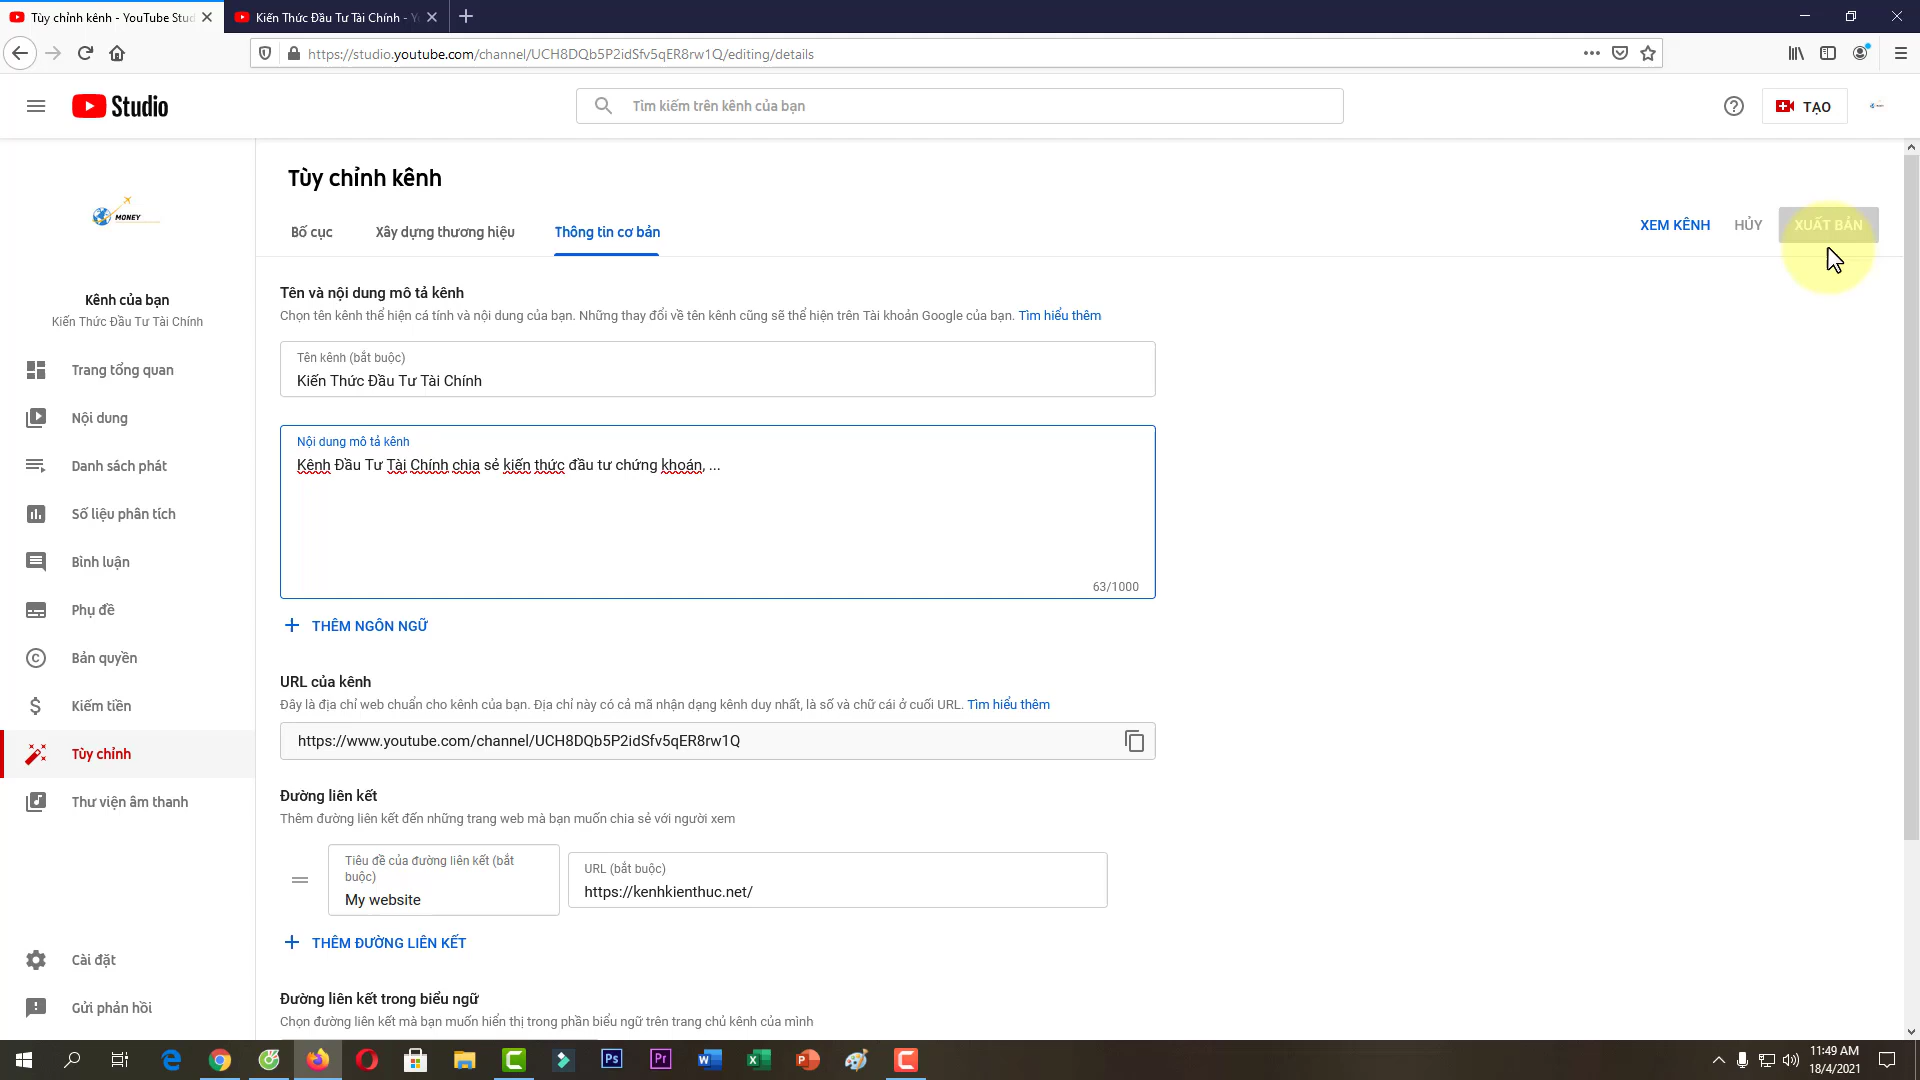 Tùy chỉnh kênh - YouTube Stud
Kiến Thức Đầu Tư Tài Chính - Y
https://studio.youtube.com/channel/UCH8DQb5P2idSfv5qER8rw1Q/editing/details
Studio
Tìm kiếm trên kênh của bạn
TẠO
MONEY
Kênh của bạn
Kiến Thức Đầu Tư Tài Chính
Trang tổng quan
Nội dung
Danh sách phát
Số liệu phân tích
Bình luận
Phụ đề
Bản quyền
Kiếm tiền
Tùy chỉnh
Thư viện âm thanh
Cài đặt
Gửi phản hồi
Tùy chỉnh kênh
Bố cục
Xây dựng thương hiệu
Thông tin cơ bản
XEM KÊNH
HỦY
XUẤT BẢN
Tên và nội dung mô tả kênh
Chọn tên kênh thể hiện cá tính và nội dung của bạn. Những thay đổi về tên kênh cũng sẽ thể hiện trên Tài khoản Google của bạn. Tìm hiểu thêm
Tên kênh (bắt buộc)
Kiến Thức Đầu Tư Tài Chính
Nội dung mô tả kênh
Kênh Đầu Tư Tài Chính chia sẻ kiến thức đầu tư chứng khoán, ...
63/1000
THÊM NGÔN NGỮ
URL của kênh
Đây là địa chỉ web chuẩn cho kênh của bạn. Địa chỉ này có cả mã nhận dạng kênh duy nhất, là số và chữ cái ở cuối URL. Tìm hiểu thêm
https://www.youtube.com/channel/UCH8DQb5P2idSfv5qER8rw1Q
Đường liên kết
Thêm đường liên kết đến những trang web mà bạn muốn chia sẻ với người xem
Tiêu đề của đường liên kết (bắt
buộc)
My website
URL (bắt buộc)
https://kenhkienthuc.net/
THÊM ĐƯỜNG LIÊN KẾT
Đường liên kết trong biểu ngữ
Chọn đường liên kết mà bạn muốn hiển thị trong phần biểu ngữ trên trang chủ kênh của mình
11:49 AM
18/4/2021